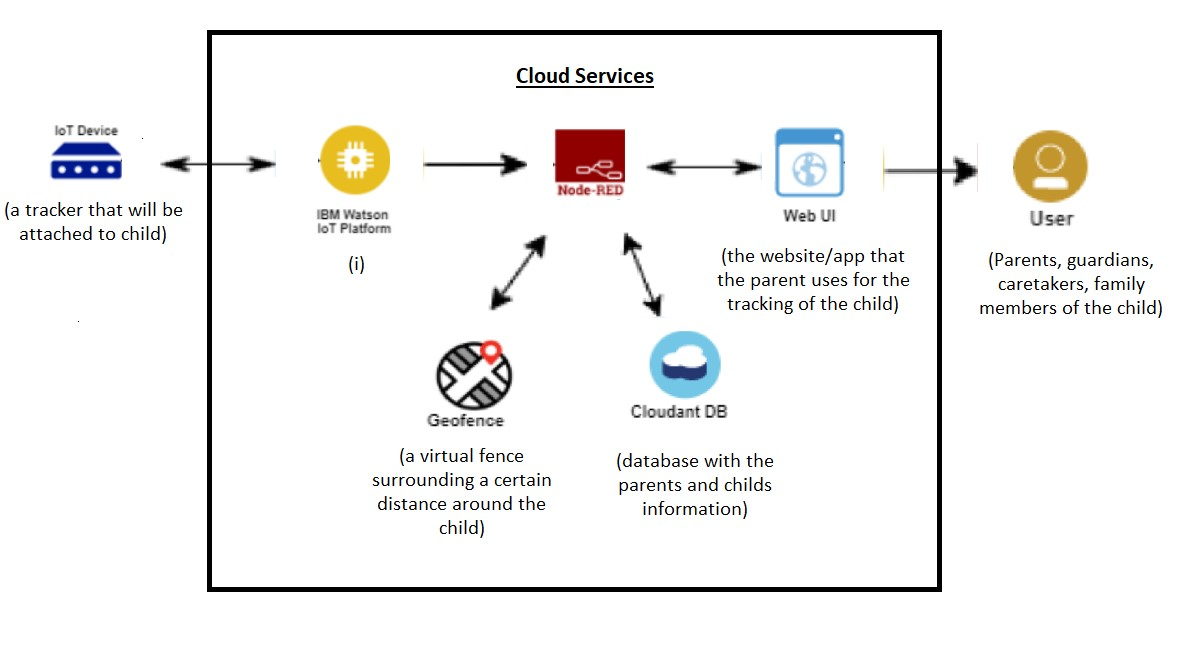 Cloud Services
IoT Device
(a tracker that will be
attached to child)
IBM Watson
IoT Platform
(i)
Node-RED
Web UI
(the website/app that
the parent uses for the
tracking of the child)
User
(Parents, guardians,
caretakers, family
members of the child)
Geofence
(a virtual fence
surrounding a certain
distance around the
child)
Cloudant DB
(database with the
parents and childs
information)